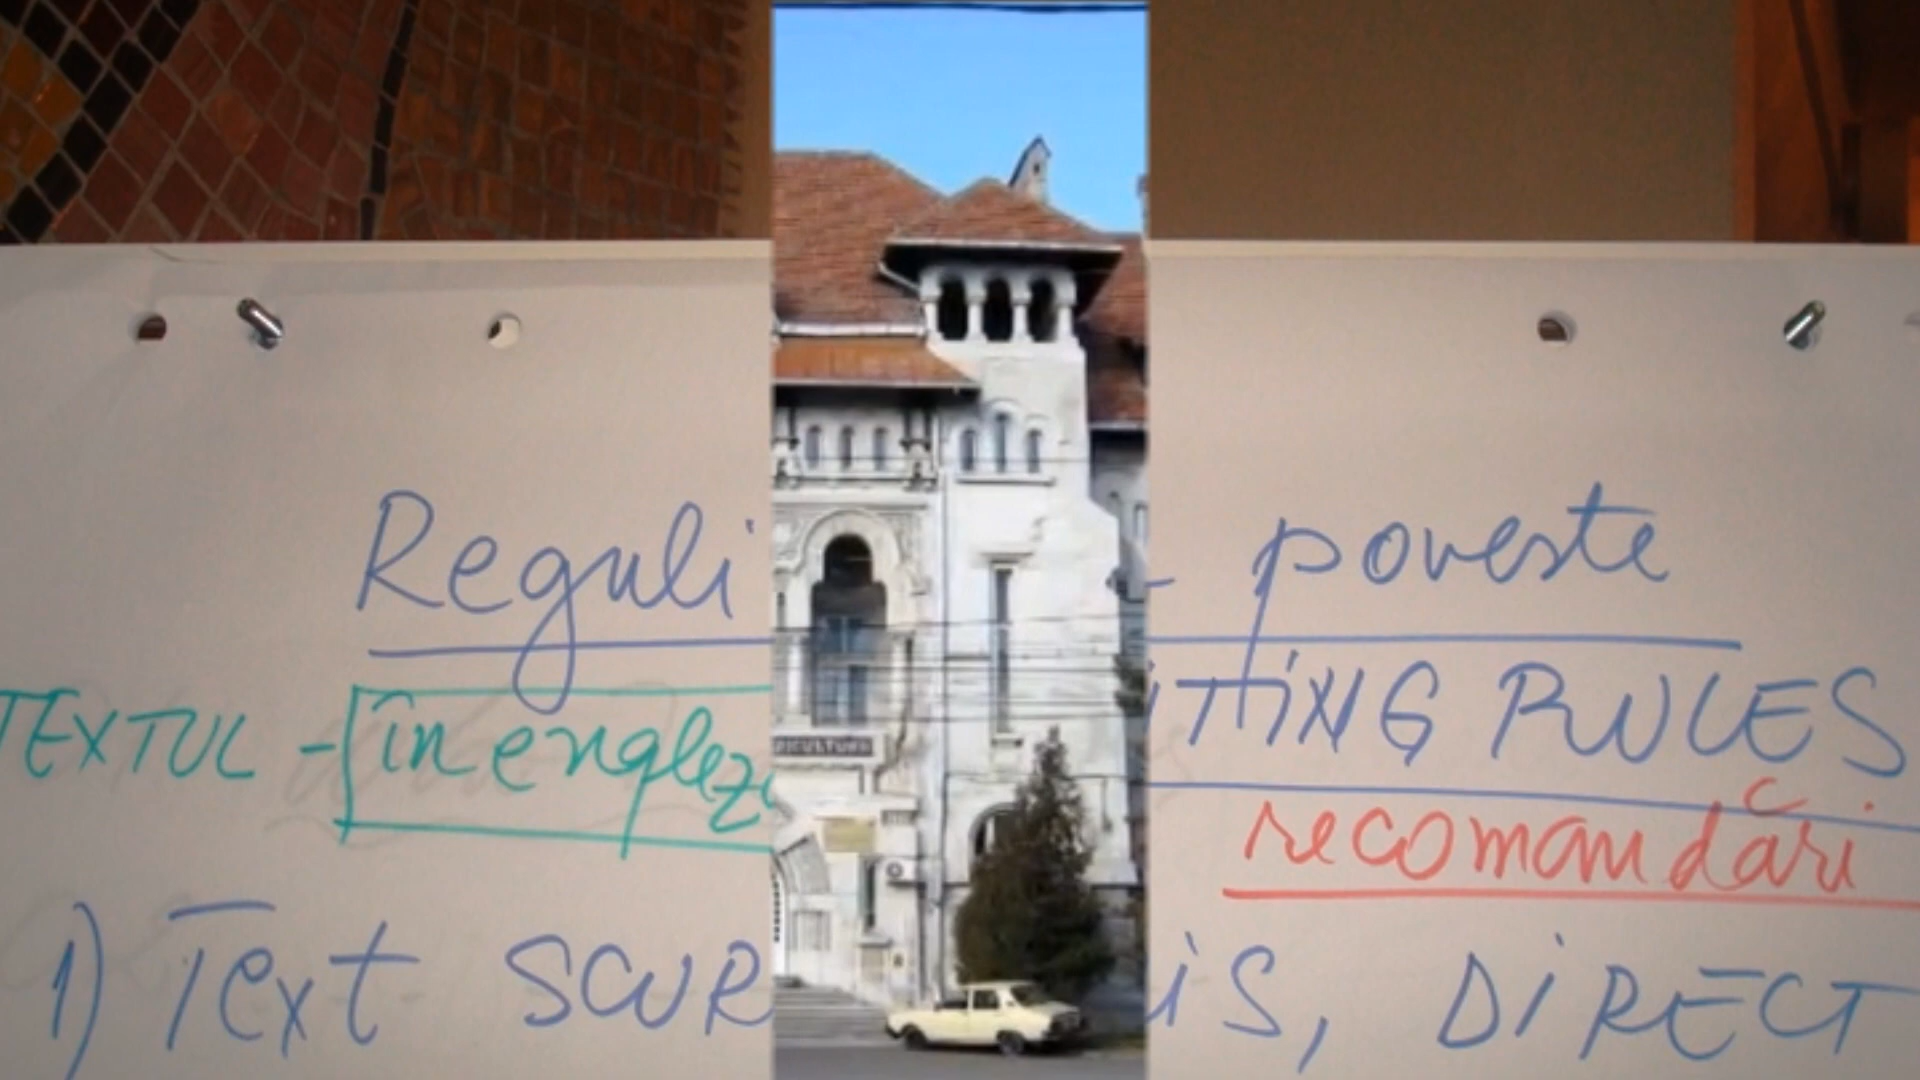 Reguli - poveste
TEXTUL - în englez
ITING RULES
recomandări
1) Text SCUR
iS, DIRECT